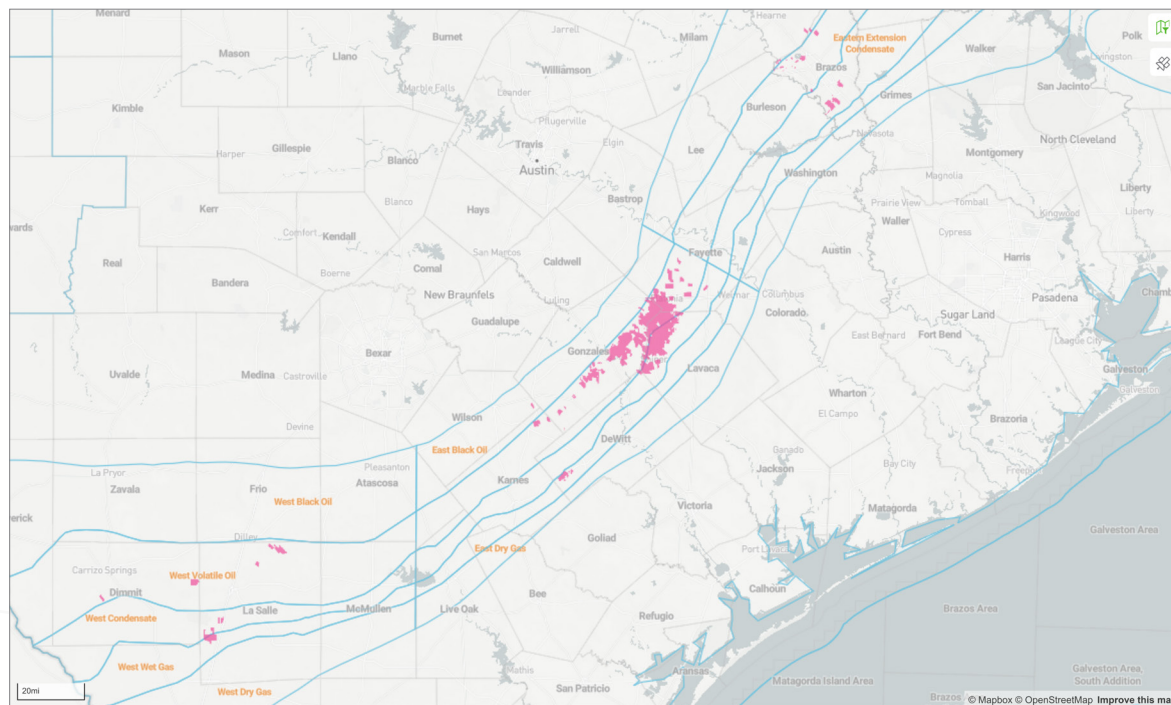 Menard
Hearne
Mason
Llano
Burnet
Jarrell
Milam
Eastern Extension
Condensate
Walker
Polk
Livingston
Williamson
Brazos
San Jacinto
Kimble
Marble Falls
Leander
Burleson
Grimes
Pflugerville
Harper
Gillespie
Blanco
Travis
Elgin
Lee
Navasota
North Cleveland
Montgomery
Austin
Washington
Magnolia
Liberty
Kerr
Blanco
Hays
Bastrop
Prairie View
Tomball
Kingwood
Liberty
wards
Comfort
Kendall
Waller
Cypress
Real
Boerne
San Marcos
Caldwell
Fayette
Austin
Harris
Bandera
Comal
New Braunfels
Luling
Weimar
Columbus
Pasadena
Cham
Guadalupe
Colorado
Sugar Land
League City
Bexar
Gonzales
East Bernard
Fort Bend
Uvalde
Medina
Castroville
Lavaca
Galveston
Galveston
Wharton
El Campo
Brazoria
Devine
Wilson
DeWitt
East Black Oil
Ganado
La Pryor
Pleasanton
Jackson
Bay City
Freeport
Zavala
Frio
West Black Oil
Atascosa
Karnes
Victoria
Matagorda
erick
Dilley
Goliad
Galveston Area
East Dry Gas
Port Lavaca
Carrizo Springs
West Volatile Oil
Dimmit
Bee
Calhoun
West Condensate
La Salle
McMullen
Live Oak
Refugio
Brazos Area
West Wet Gas
Mathis
Aransas
Matagorda Island Area
Galveston Area,
South Addition
20mi
West Dry Gas
San Patricio
Brazos
© Mapbox © OpenStreetMap Improve this ma